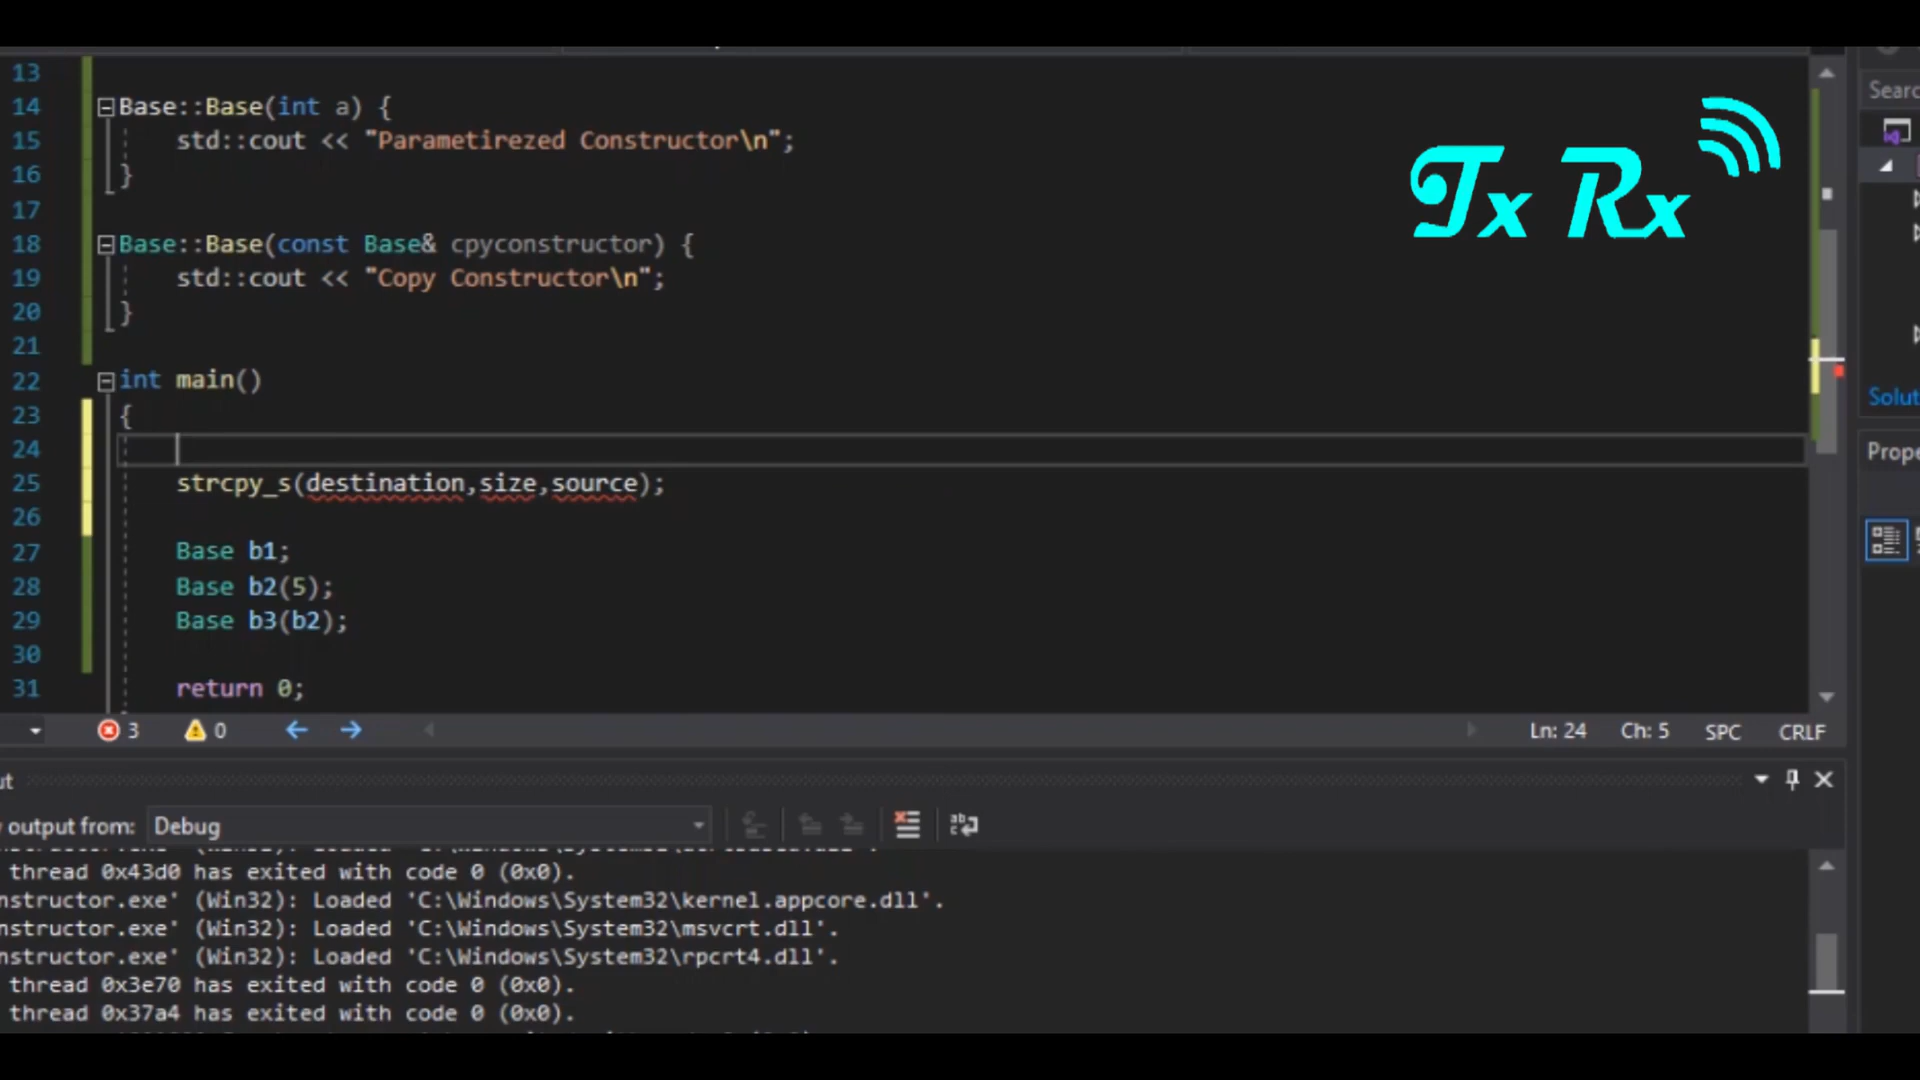 13
14 Base::Base(int a) {
15 std::cout << "Parametirezed Constructor\n";
16 }
17
18 Base::Base(const Base& cpyconstructor) {
19 std::cout << "Copy Constructor\n";
20 }
21
22 int main()
23 {
24
25 strcpy_s(destination,size,source);
26
27 Base b1;
28 Base b2(5);
29 Base b3(b2);
30
31 return 0;
Tx Rx
Searc
Solut
Prope
3 0 Ln: 24 Ch: 5 SPC CRLF
ut
output from: Debug
thread 0x43d0 has exited with code 0 (0x0).
nstructor.exe' (Win32): Loaded 'C:\Windows\System32\kernel.appcore.dll'.
nstructor.exe' (Win32): Loaded 'C:\Windows\System32\msvcrt.dll'.
nstructor.exe' (Win32): Loaded 'C:\Windows\System32\rpcrt4.dll'.
thread 0x3e70 has exited with code 0 (0x0).
thread 0x37a4 has exited with code 0 (0x0).